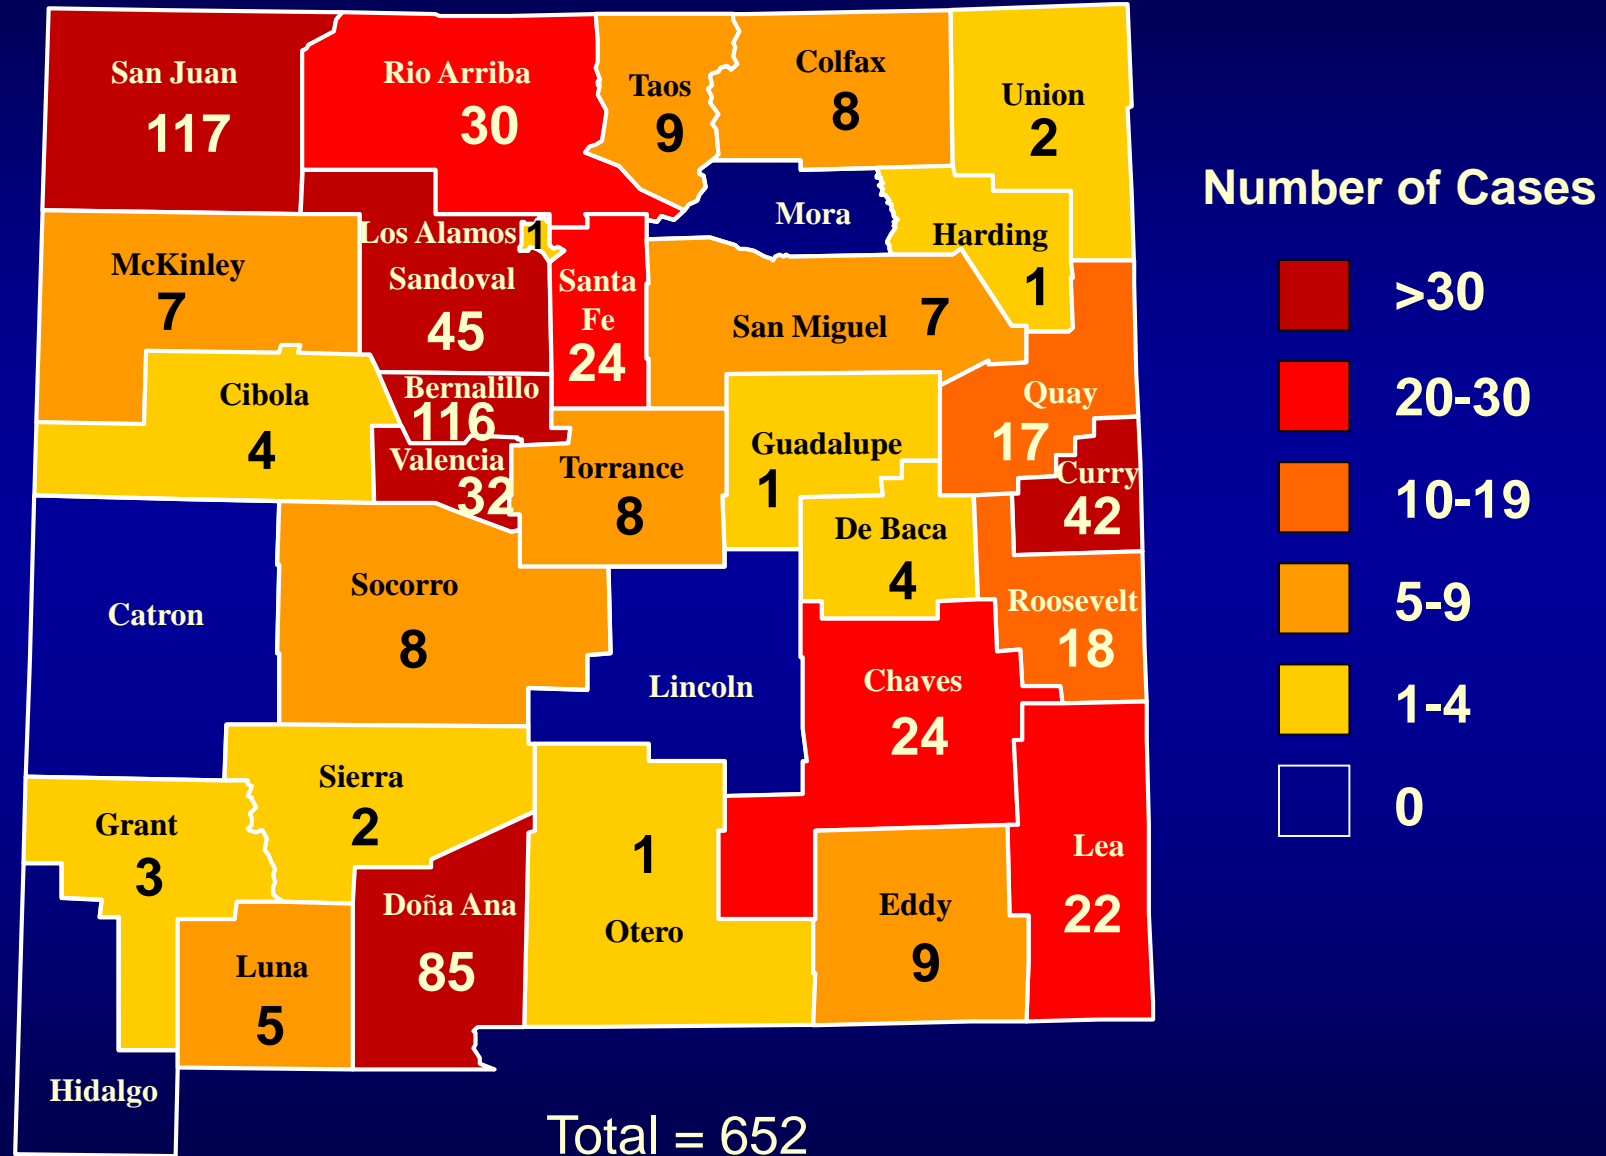 San Juan
117
Rio Arriba
30
Taos
9
Colfax
8
Union
2
Mora
Harding
1
McKinley
7
Los Alamos
1
Sandoval
45
Santa
Fe
24
San Miguel
7
Cibola
4
Bernalillo
116
Valencia
32
Torrance
8
Guadalupe
1
Quay
17
Curry
42
De Baca
4
Roosevelt
18
Catron
Socorro
8
Lincoln
Chaves
24
Sierra
2
Grant
3
Doña Ana
85
1
Otero
Eddy
9
Lea
22
Luna
5
Hidalgo
Total = 652
Number of Cases
>30
20-30
10-19
5-9
1-4
0